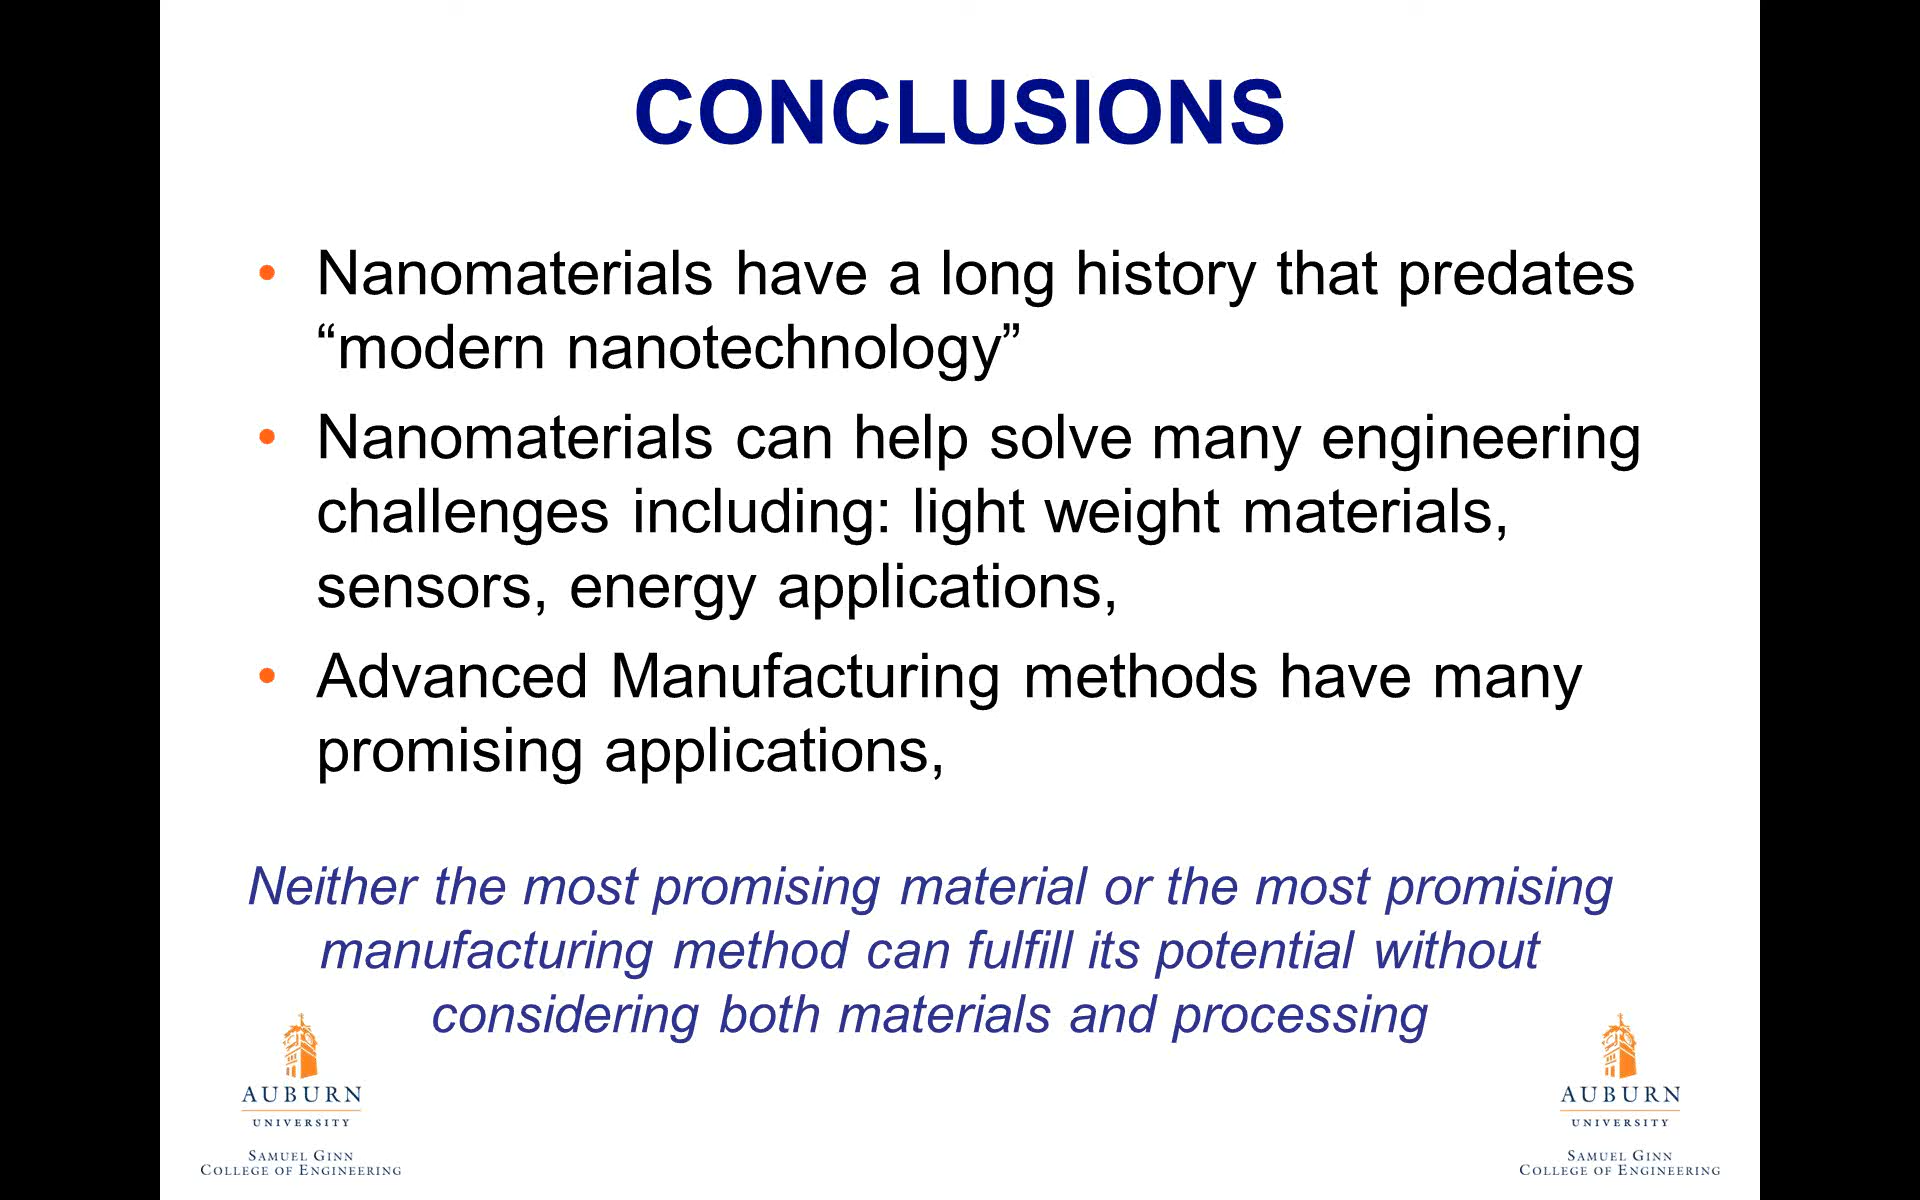 CONCLUSIONS
• Nanomaterials have a long history that predates
“modern nanotechnology”
• Nanomaterials can help solve many engineering
challenges including: light weight materials,
sensors, energy applications,
• Advanced Manufacturing methods have many
promising applications,
Neither the most promising material or the most promising
manufacturing method can fulfill its potential without
considering both materials and processing
AUBURN
UNIVERSITY
SAMUEL GINN
COLLEGE OF ENGINEERING
AUBURN
UNIVERSITY
SAMUEL GINN
COLLEGE OF ENGINEERING